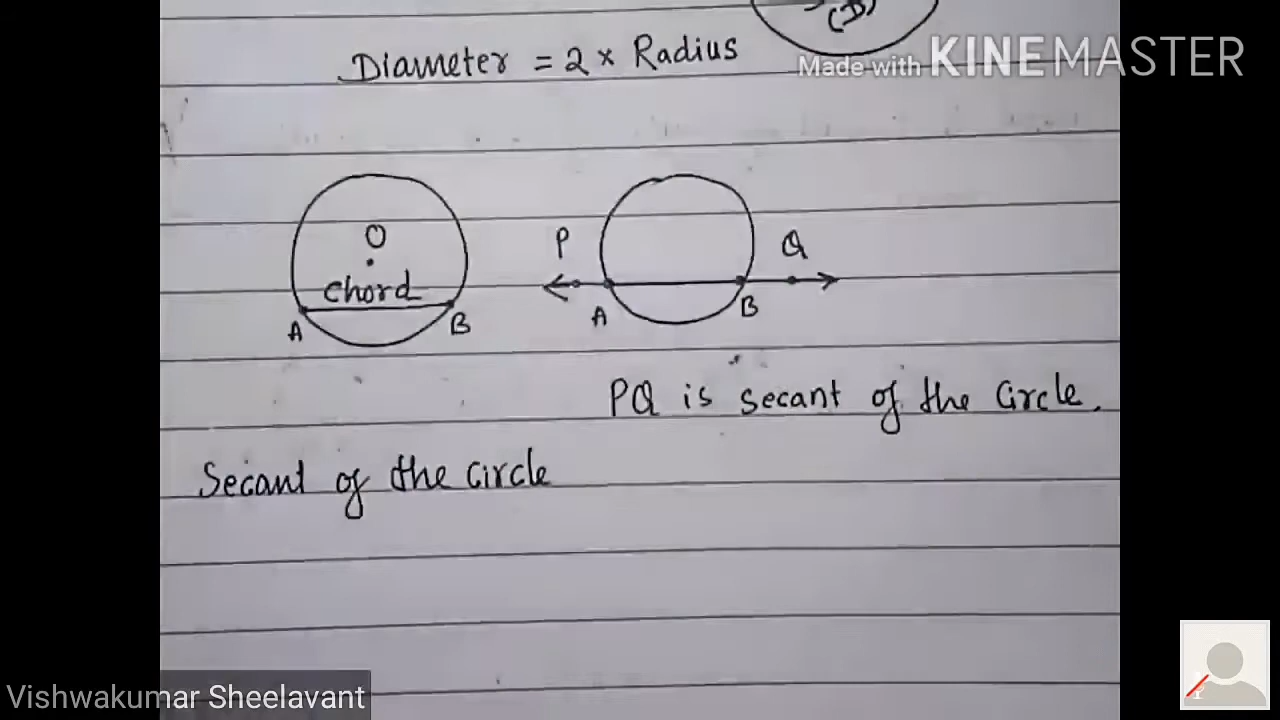 (D)
Diameter = 2 × Radius
Made with KINEMASTER
O
chord
A B
P Q
A B
PQ is secant of the circle.
Secant of the circle
Vishwakumar Sheelavant